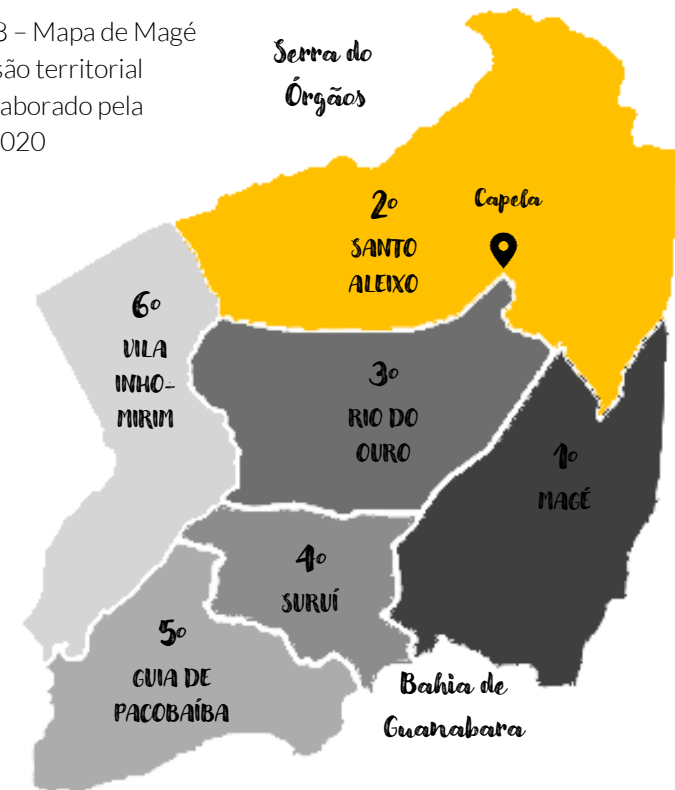 – Mapa de Magé
são territorial
aborado pela
020
Serra do
Órgãos
2º
SANTO
ALEIXO
Capela
6º
VILA
INHO-
MIRIM
3º
RIO DO
OURO
1º
MAGÉ
4º
SURUÍ
5º
GUIA DE
PACOBAÍBA
Bahia de
Guanabara